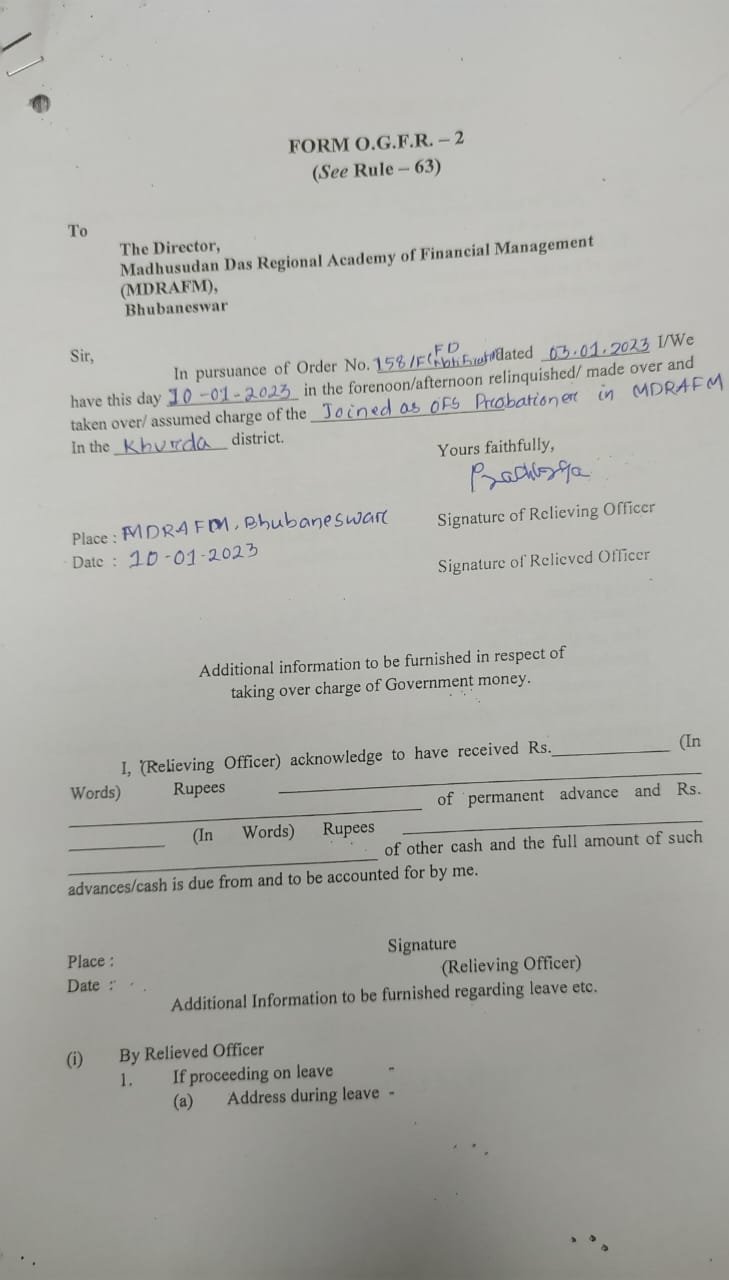 FORM O.G.F.R. – 2
(See Rule – 63)
To
The Director,
Madhusudan Das Regional Academy of Financial Management
(MDRAFM),
Bhubaneswar
Sir,
In pursuance of Order No. 158/F( FD dated 03.01.2023 I/We
have this day 10-01-2023 in the forenoon/afternoon relinquished/ made over and
taken over/ assumed charge of the Joined as OFS Probationer in MDRAFM
In the Khurda district.
Yours faithfully,
Place : MDRAFM, Bhubaneswar
Signature of Relieving Officer
Date : 10-01-2023
Signature of Relieved Officer
Additional information to be furnished in respect of
taking over charge of Government money.
I, (Relieving Officer) acknowledge to have received Rs.____________ (In
Words) Rupees ____________
____________ of permanent advance and Rs.
____________ (In Words) Rupees ____________
____________ of other cash and the full amount of such
advances/cash is due from and to be accounted for by me.
Place :
Signature
Date :
(Relieving Officer)
Additional Information to be furnished regarding leave etc.
(i) By Relieved Officer
1. If proceeding on leave -
(a) Address during leave -